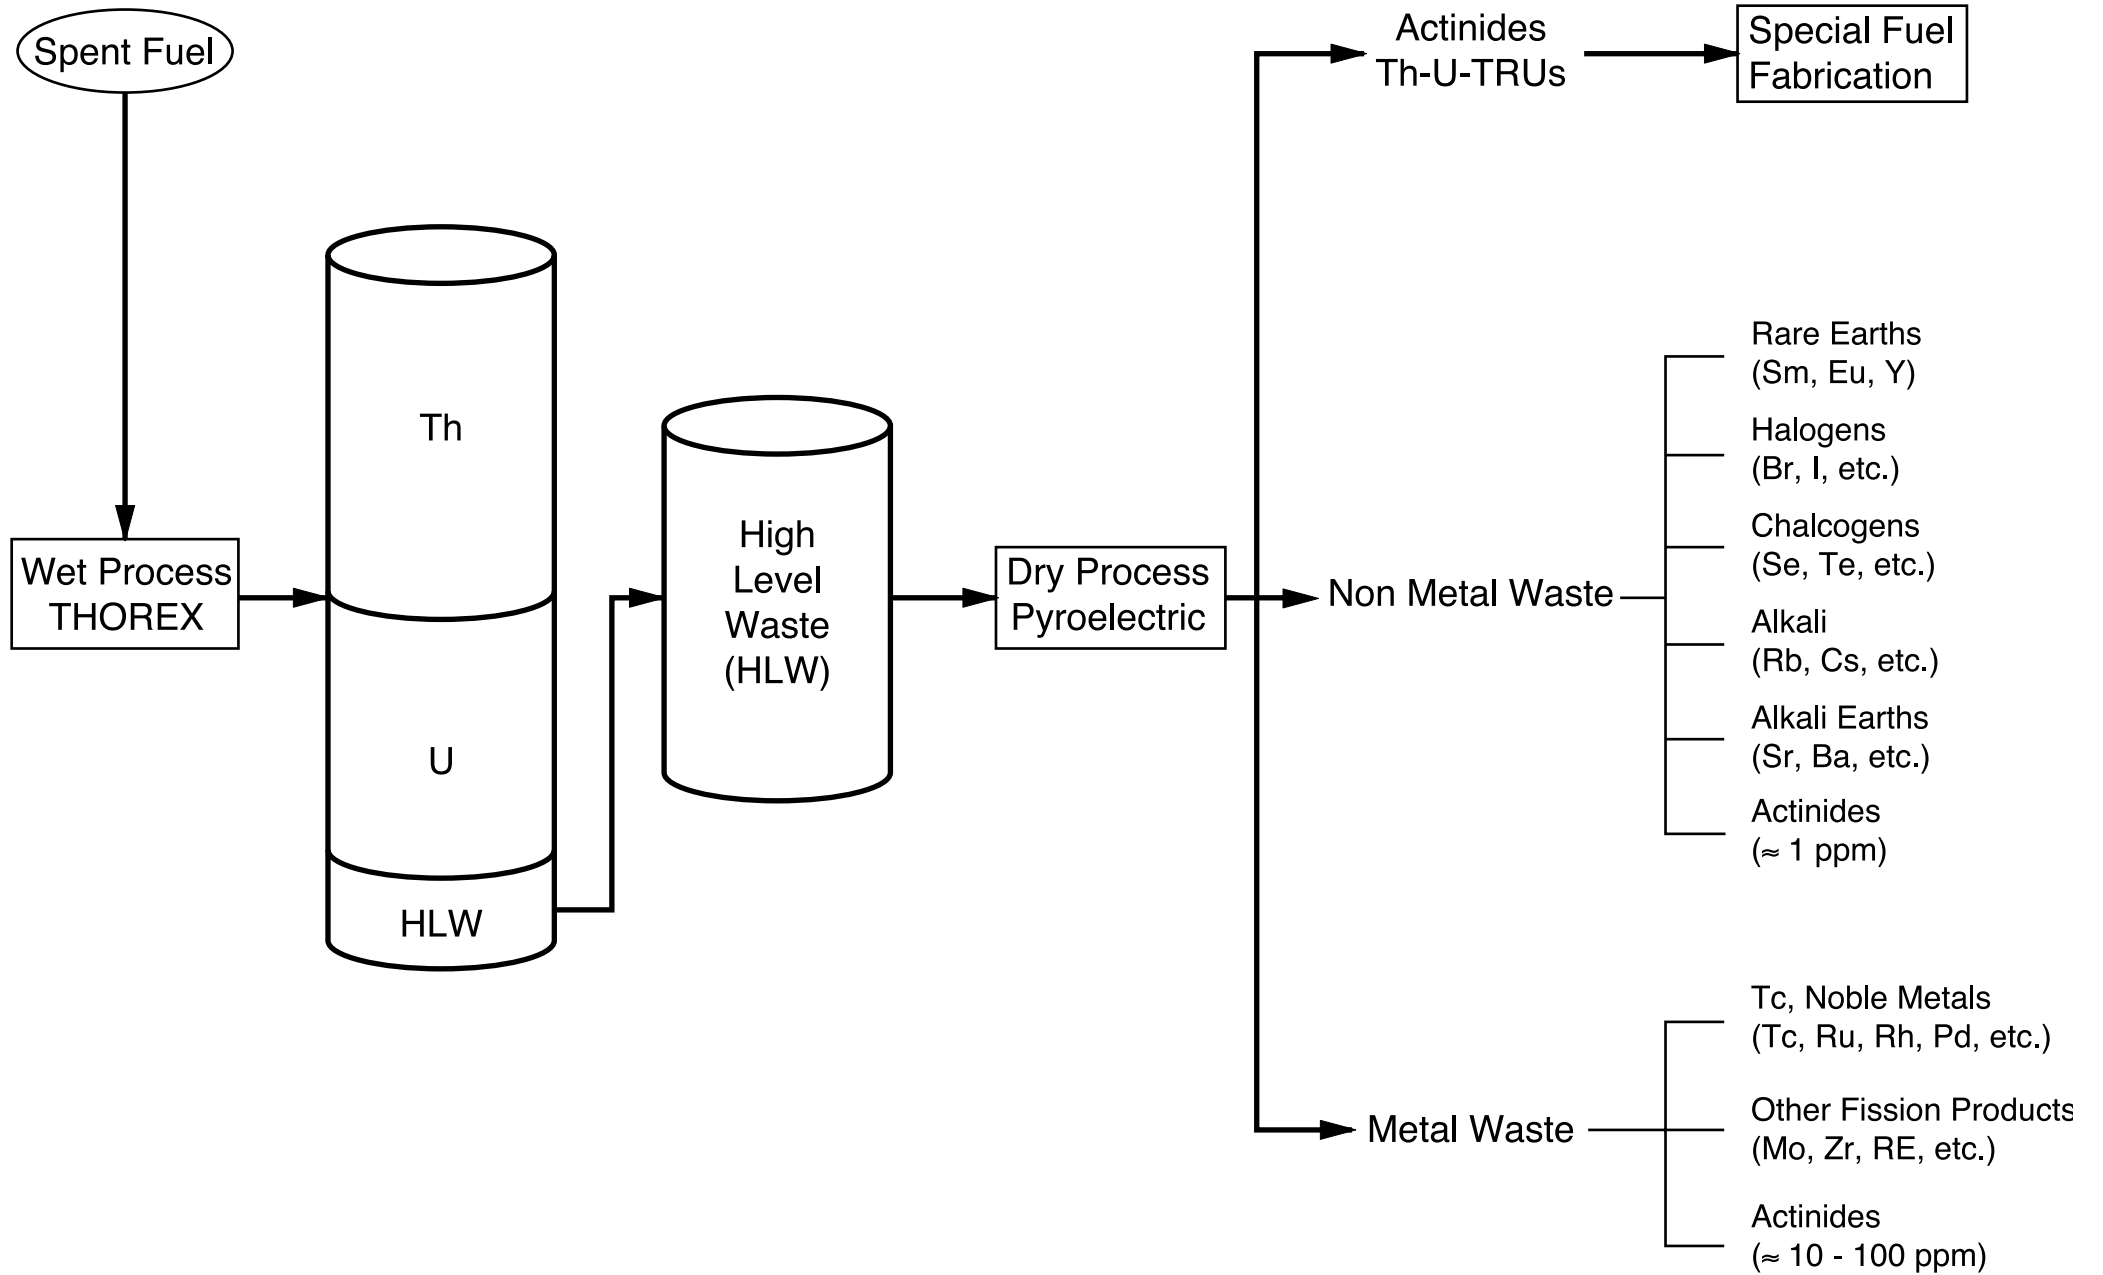 Spent Fuel
Wet Process
THOREX
Th
U
HLW
High
Level
Waste
(HLW)
Dry Process
Pyroelectric
Actinides
Th-U-TRUs
Special Fuel
Fabrication
Non Metal Waste
Rare Earths
(Sm, Eu, Y)
Halogens
(Br, I, etc.)
Chalcogens
(Se, Te, etc.)
Alkali
(Rb, Cs, etc.)
Alkali Earths
(Sr, Ba, etc.)
Actinides
(≈ 1 ppm)
Metal Waste
Tc, Noble Metals
(Tc, Ru, Rh, Pd, etc.)
Other Fission Products
(Mo, Zr, RE, etc.)
Actinides
(≈ 10 - 100 ppm)